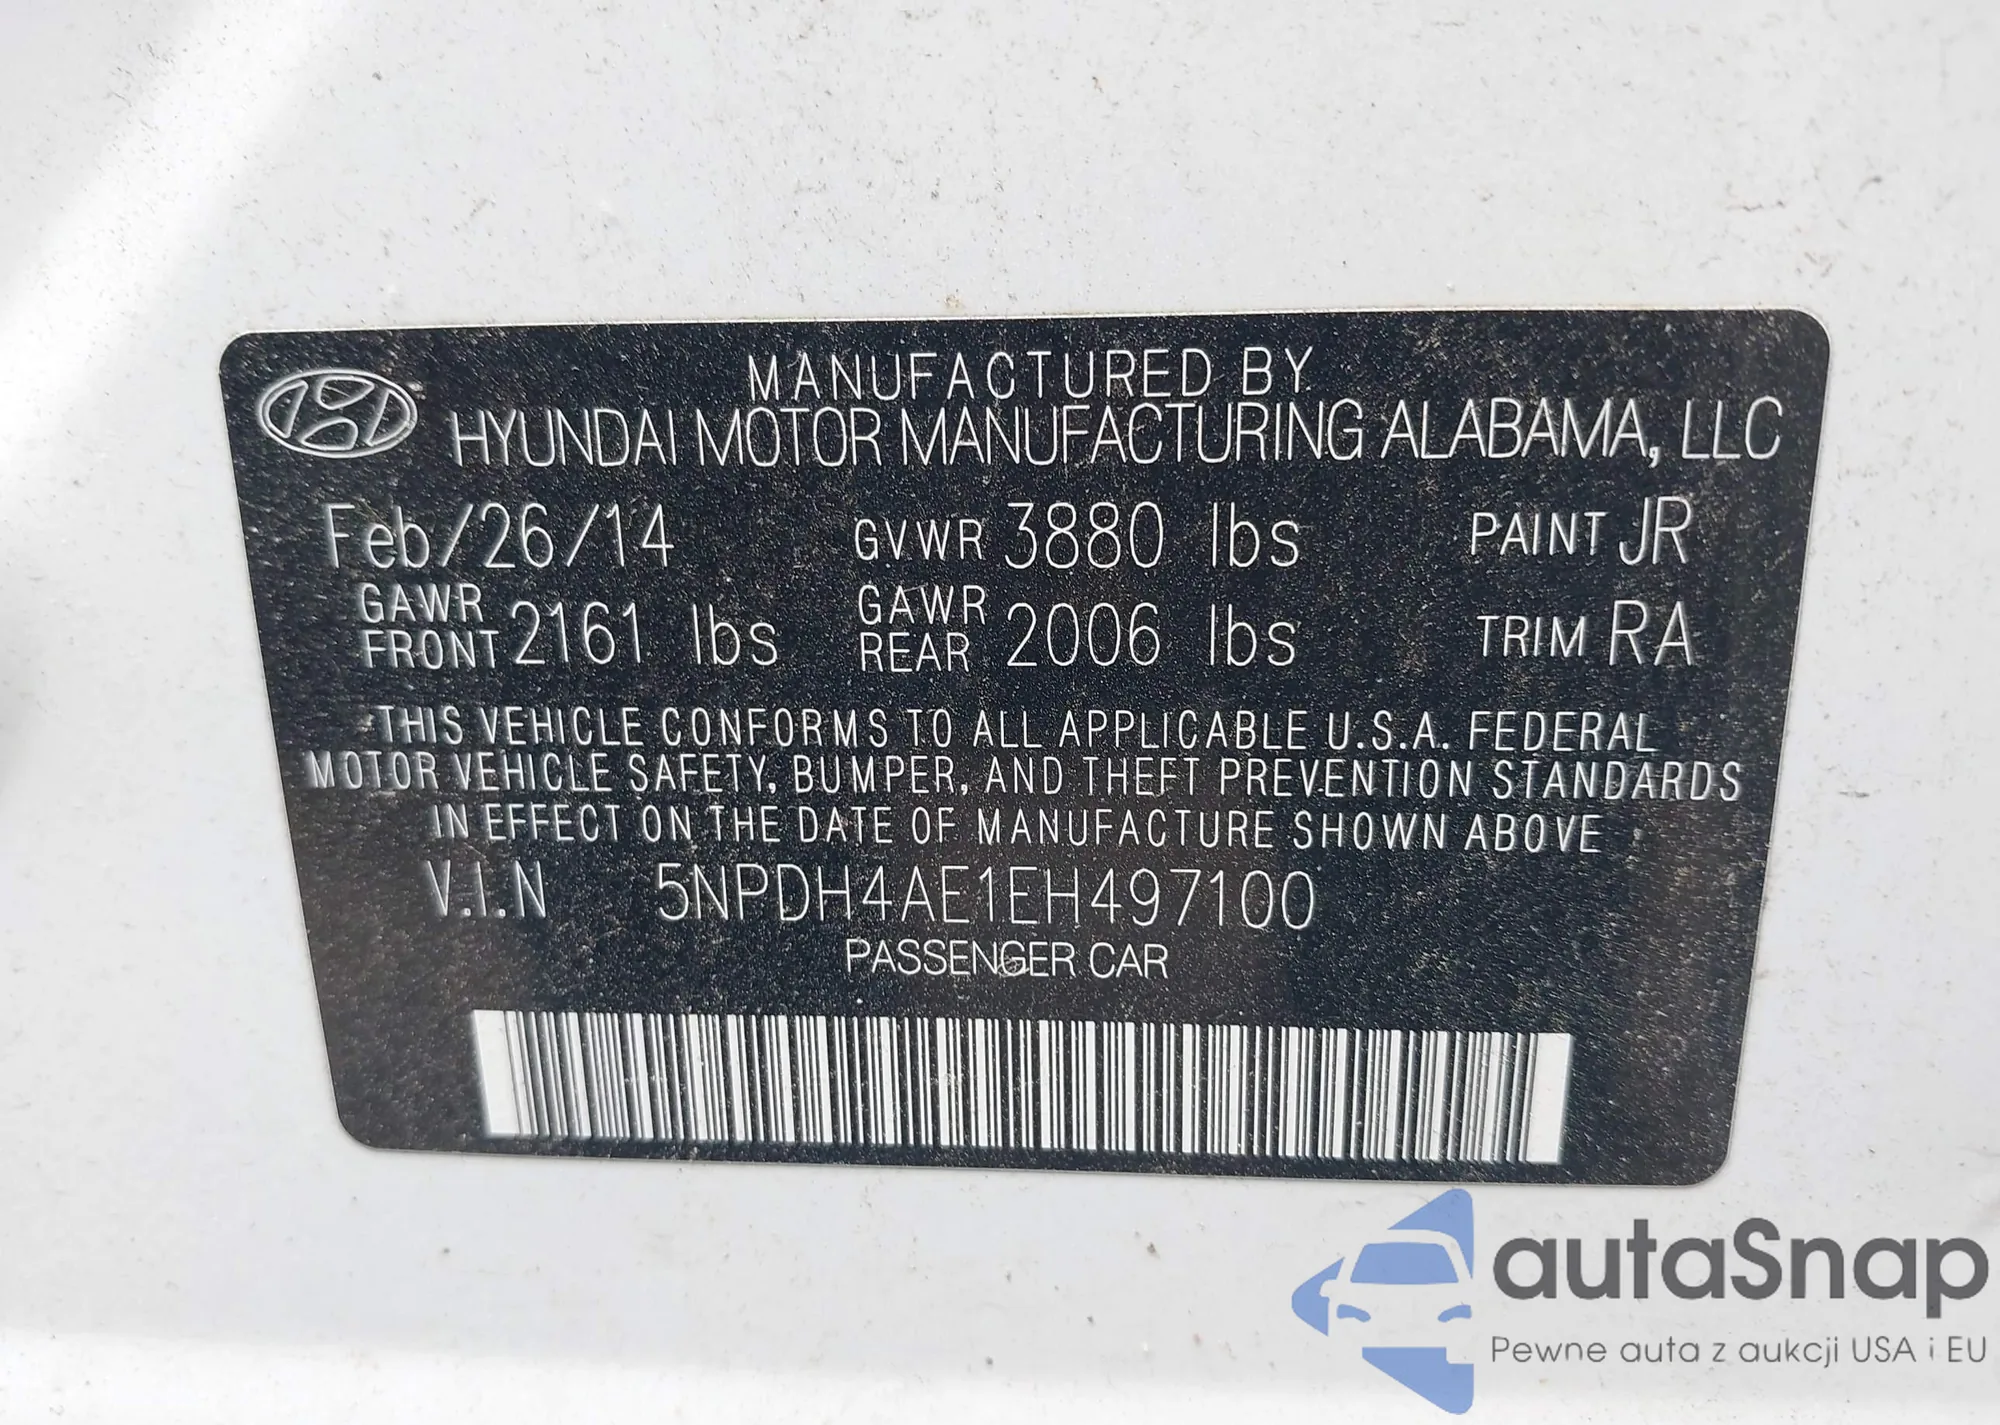 MANUFACTURED BY
HYUNDAI MOTOR MANUFACTURING ALABAMA, LLC
Feb/26/14 GVWR 3880 lbs PAINT JR
GAWR FRONT 2161 lbs GAWR REAR 2006 lbs TRIM RA
THIS VEHICLE CONFORMS TO ALL APPLICABLE U.S.A. FEDERAL
MOTOR VEHICLE SAFETY, BUMPER, AND THEFT PREVENTION STANDARDS
IN EFFECT ON THE DATE OF MANUFACTURE SHOWN ABOVE
V.I.N 5NPDH4AE1EH497100
PASSENGER CAR
autaSnap
Pewne auta z aukcji USA i EU